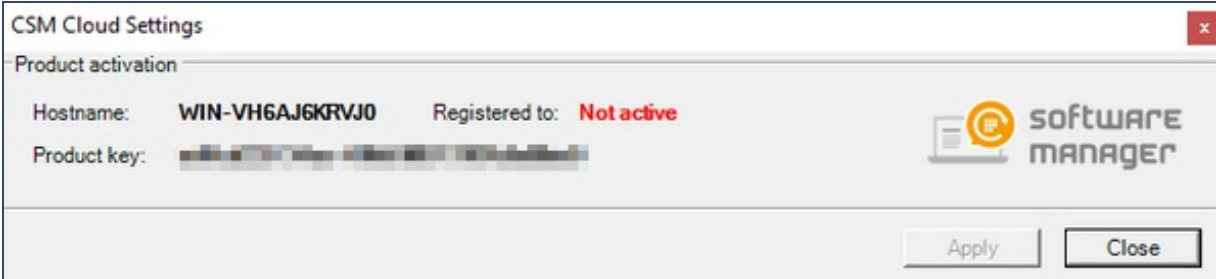 CSM Cloud Settings
x
Product activation
Hostname: WIN-VH6AJ6KRVJ0 Registered to: Not active
Product key:
software
manager
Apply Close